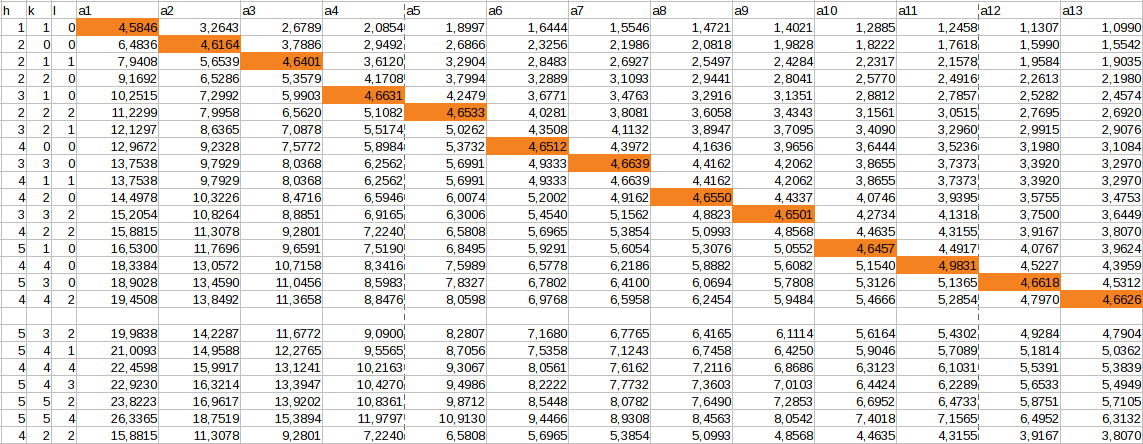 h k l a1 a2 a3 a4 a5 a6 a7 a8 a9 a10 a11 a12 a13
1 1 0 4,5846 3,2643 2,6789 2,0854 1,8997 1,6444 1,5546 1,4721 1,4021 1,2885 1,2458 1,1307 1,0990
2 0 0 6,4836 4,6164 3,7886 2,9492 2,6866 2,3256 2,1986 2,0818 1,9828 1,8222 1,7618 1,5990 1,5542
2 1 1 7,9408 5,6539 4,6401 3,6120 3,2904 2,8483 2,6927 2,5497 2,4284 2,2317 2,1578 1,9584 1,9035
2 2 0 9,1692 6,5286 5,3579 4,1708 3,7994 3,2889 3,1093 2,9441 2,8041 2,5770 2,4916 2,2613 2,1980
3 1 0 10,2515 7,2992 5,9903 4,6631 4,2479 3,6771 3,4763 3,2916 3,1351 2,8812 2,7857 2,5282 2,4574
2 2 2 11,2299 7,9958 6,5620 5,1082 4,6533 4,0281 3,8081 3,6058 3,4343 3,1561 3,0515 2,7695 2,6920
3 2 1 12,1297 8,6365 7,0878 5,5174 5,0262 4,3508 4,1132 3,8947 3,7095 3,4090 3,2960 2,9915 2,9076
4 0 0 12,9672 9,2328 7,5772 5,8984 5,3732 4,6512 4,3972 4,1636 3,9656 3,6444 3,5236 3,1980 3,1084
3 3 0 13,7538 9,7929 8,0368 6,2562 5,6991 4,9333 4,6639 4,4162 4,2062 3,8655 3,7373 3,3920 3,2970
4 1 1 13,7538 9,7929 8,0368 6,2562 5,6991 4,9333 4,6639 4,4162 4,2062 3,8655 3,7373 3,3920 3,2970
4 2 0 14,4978 10,3226 8,4716 6,5946 6,0074 5,2002 4,9162 4,6550 4,4337 4,0746 3,9395 3,5755 3,4753
3 3 2 15,2054 10,8264 8,8851 6,9165 6,3006 5,4540 5,1562 4,8823 4,6501 4,2734 4,1318 3,7500 3,6449
4 2 2 15,8815 11,3078 9,2801 7,2240 6,5808 5,6965 5,3854 5,0993 4,8568 4,4635 4,3155 3,9167 3,8070
5 1 0 16,5300 11,7696 9,6591 7,5190 6,8495 5,9291 5,6054 5,3076 5,0552 4,6457 4,4917 4,0767 3,9624
4 4 0 18,3384 13,0572 10,7158 8,3416 7,5989 6,5778 6,2186 5,8882 5,6082 5,1540 4,9831 4,5227 4,3959
5 3 0 18,9028 13,4590 11,0456 8,5983 7,8327 6,7802 6,4100 6,0694 5,7808 5,3126 5,1365 4,6618 4,5312
4 4 2 19,4508 13,8492 11,3658 8,8476 8,0598 6,9768 6,5958 6,2454 5,9484 5,4666 5,2854 4,7970 4,6626
5 3 2 19,9838 14,2287 11,6772 9,0900 8,2807 7,1680 6,7765 6,4165 6,1114 5,6164 5,4302 4,9284 4,7904
5 4 1 21,0093 14,9588 12,2765 9,5565 8,7056 7,5358 7,1243 6,7458 6,4250 5,9046 5,7089 5,1814 5,0362
4 4 4 22,4598 15,9917 13,1241 10,2163 9,3067 8,0561 7,6162 7,2116 6,8686 6,3123 6,1031 5,5391 5,3839
5 4 3 22,9230 16,3214 13,3947 10,4270 9,4986 8,2222 7,7732 7,3603 7,0103 6,4424 6,2289 5,6533 5,4949
5 5 2 23,8223 16,9617 13,9202 10,8361 9,8712 8,5448 8,0782 7,6490 7,2853 6,6952 6,4733 5,8751 5,7105
5 5 4 26,3365 18,7519 15,3894 11,9797 10,9130 9,4466 8,9308 8,4563 8,0542 7,4018 7,1565 6,4952 6,3132
4 2 2 15,8815 11,3078 9,2801 7,2240 6,5808 5,6965 5,3854 5,0993 4,8568 4,4635 4,3155 3,9167 3,8070